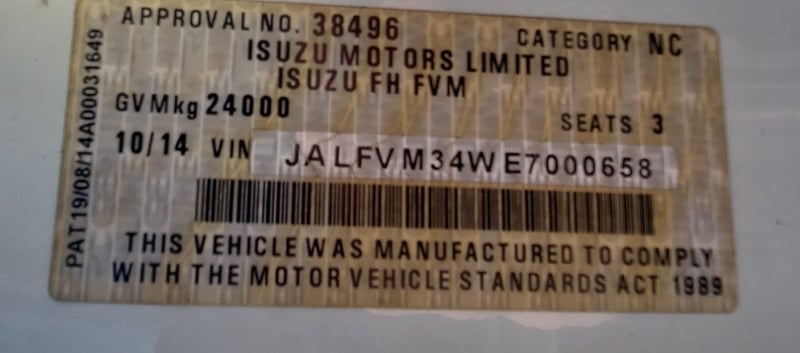 APPROVAL NO. 38496 CATEGORY NC
ISUZU MOTORS LIMITED
ISUZU FH FVM
GVMkg 24000 SEATS 3
10/14 VIN JALFVM34WE7000658
THIS VEHICLE WAS MANUFACTURED TO COMPLY
WITH THE MOTOR VEHICLE STANDARDS ACT 1989
PAT19/08/14A00031649